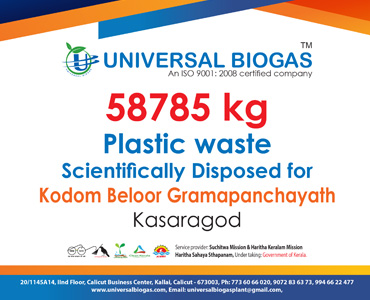 UNIVERSAL BIOGAS TM
An ISO 9001: 2008 certified company
58785 kg
Plastic waste
Scientifically Disposed for
Kodom Beloor Gramapanchayath
Kasaragod
Service provider: Suchitwa Mission & Haritha Keralam Mission
Haritha Sahaya Sthapanam, Under taking: Government of Kerala.
20/1145A14, IInd Floor, Calicut Business Center, Kallai, Calicut - 673003, Ph: 773 60 66 020, 9072 83 63 73, 994 66 22 477
www.universalbiogas.com, Email: universalbiogasplant@gmail.com,